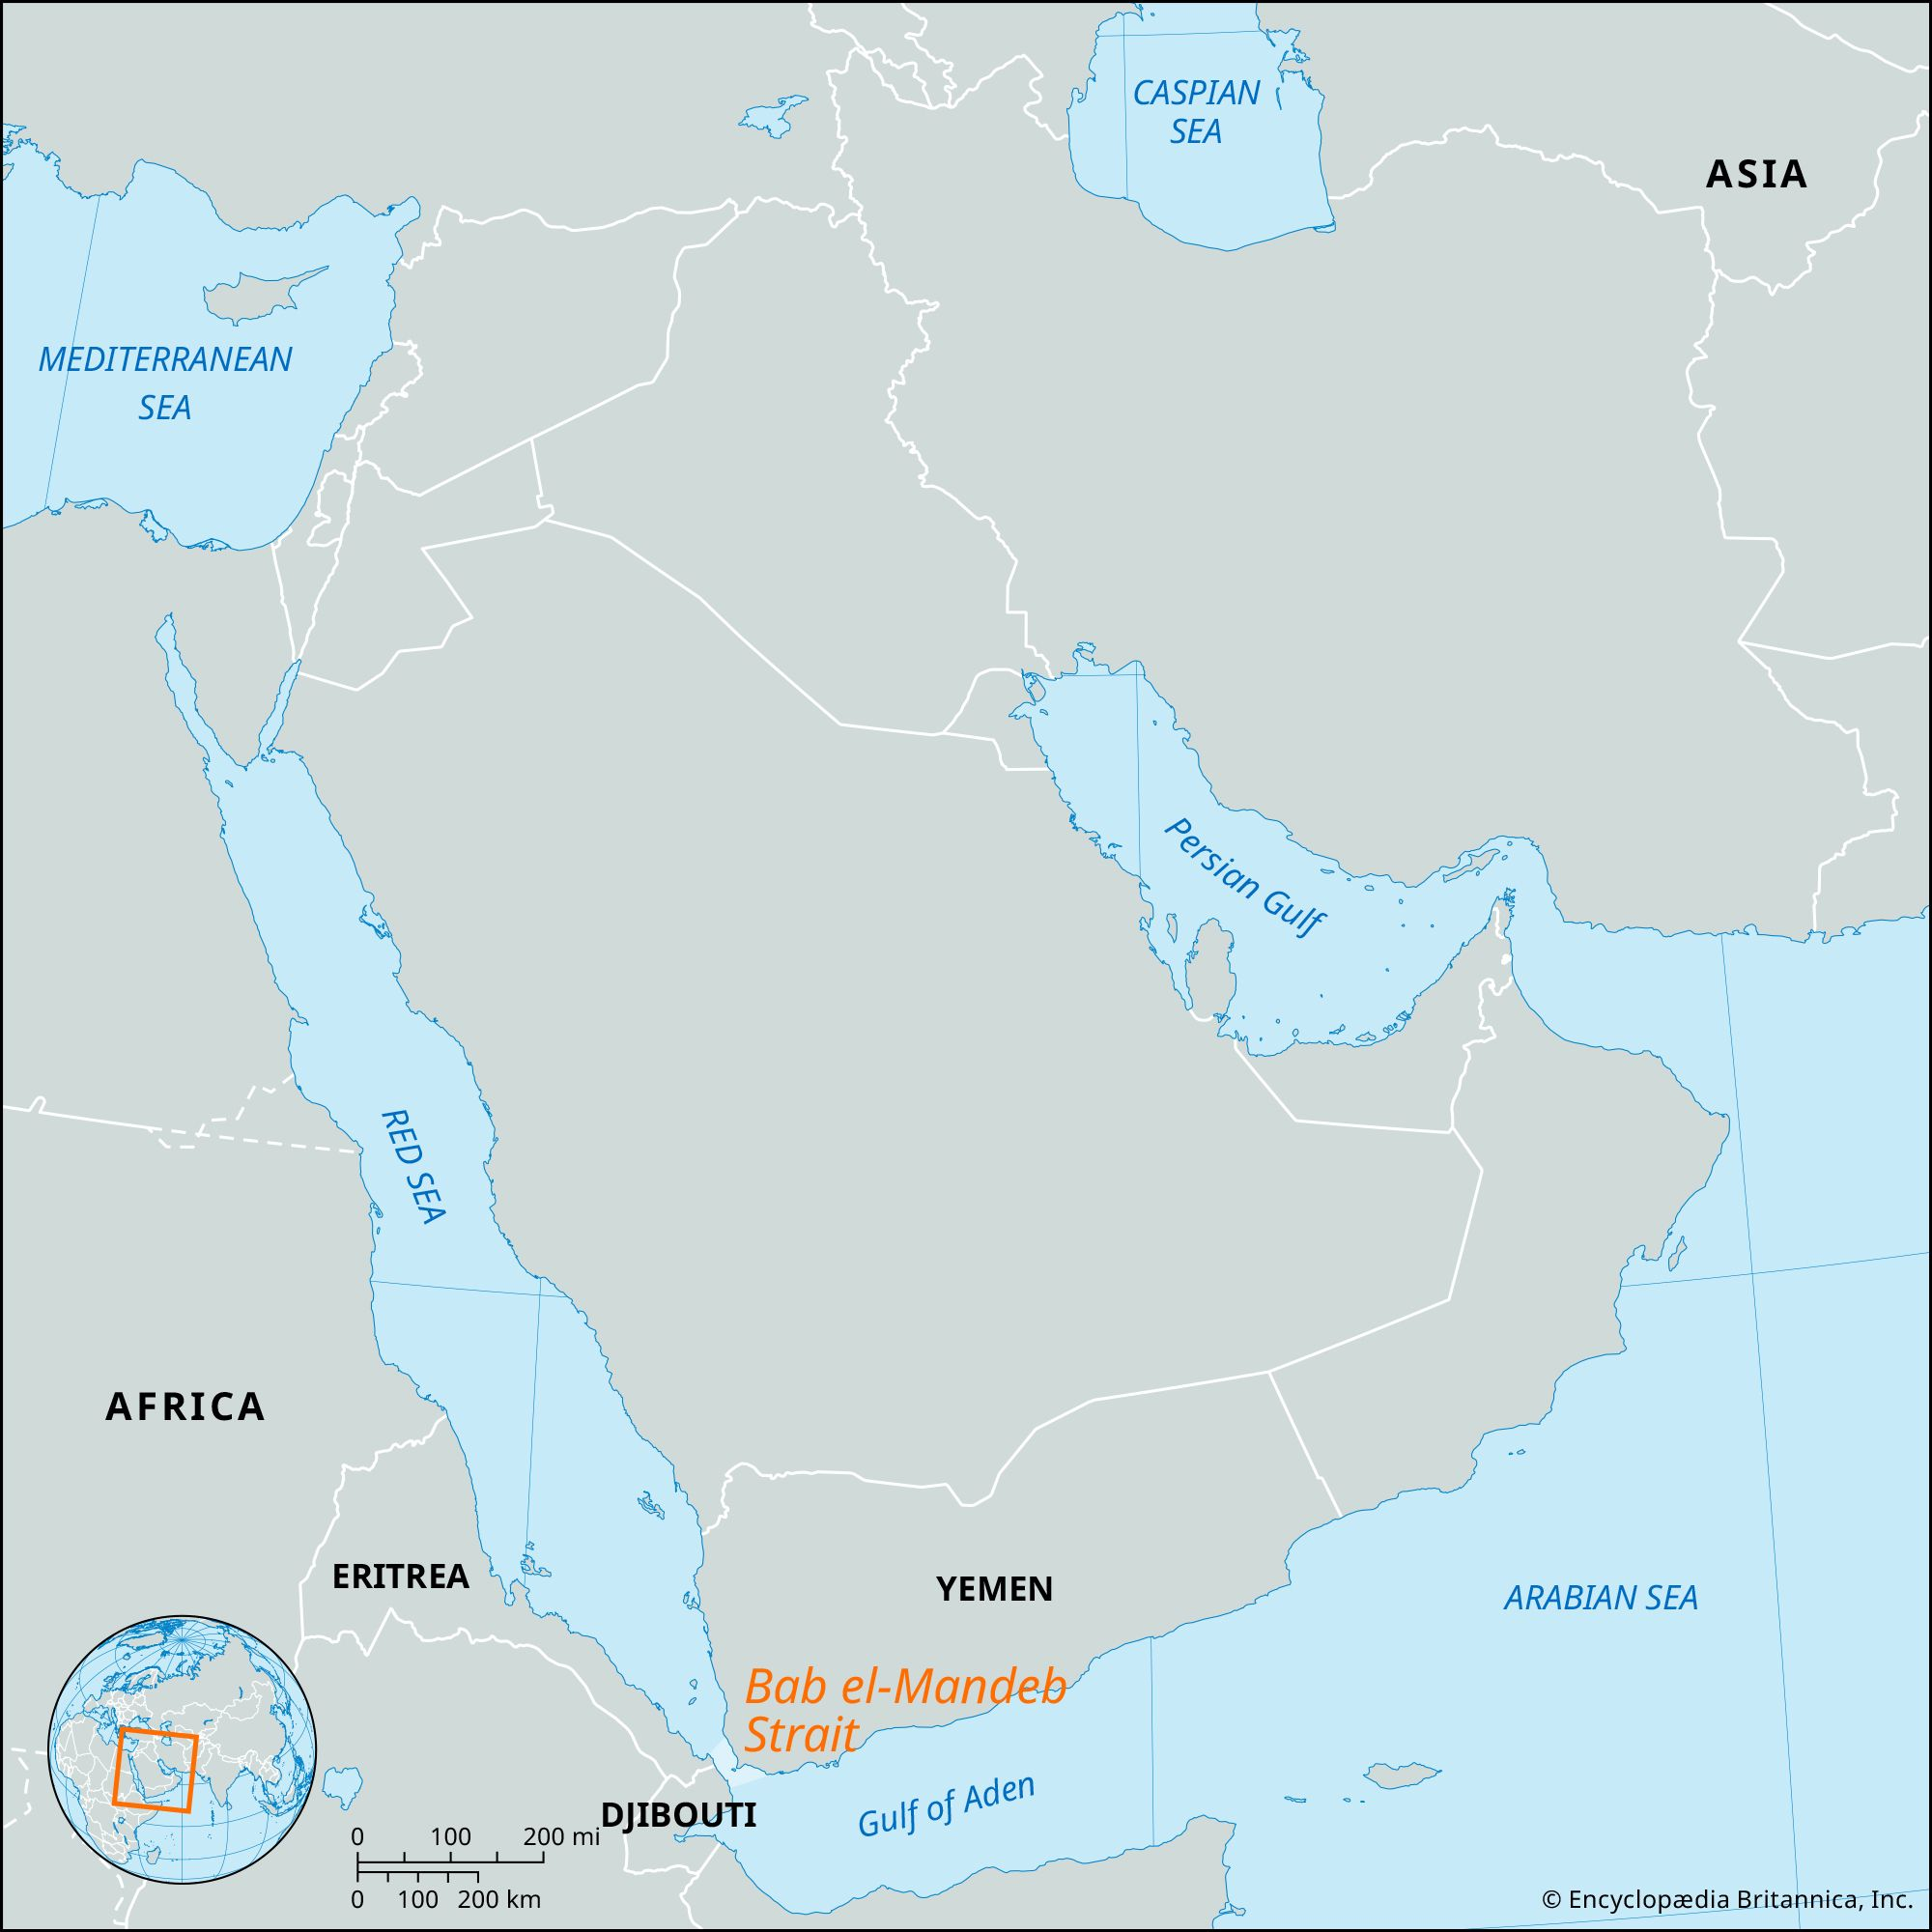 CASPIAN
SEA
ASIA
MEDITERRANEAN
SEA
Persian Gulf
RED SEA
AFRICA
ERITREA
YEMEN
ARABIAN SEA
Bab el-Mandeb
Strait
Gulf of Aden
DJIBOUTI
0 100 200 mi
0 100 200 km
© Encyclopædia Britannica, Inc.